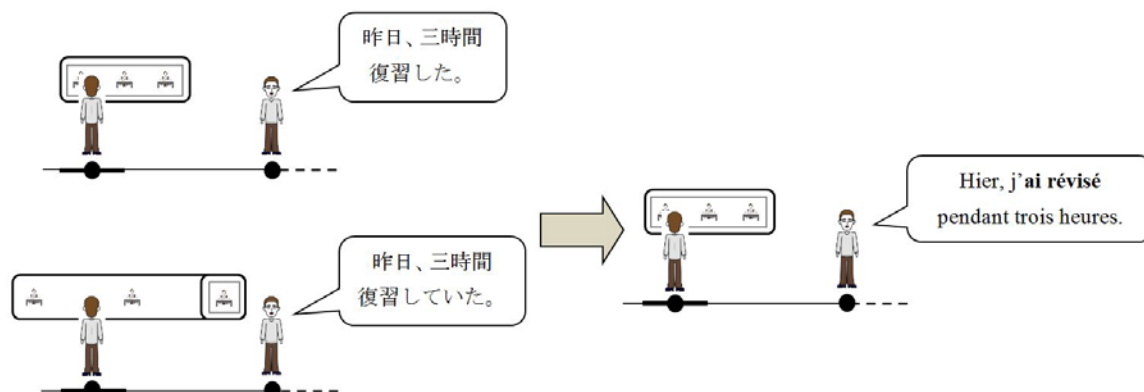 昨日、三時間
復習した。
昨日、三時間
復習していた。
Hier, j'ai révisé
pendant trois heures.